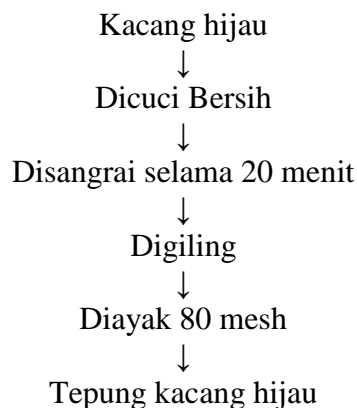 Kacang hijau
↓
Dicuci Bersih
↓
Disangrai selama 20 menit
↓
Digiling
↓
Diayak 80 mesh
↓
Tepung kacang hijau